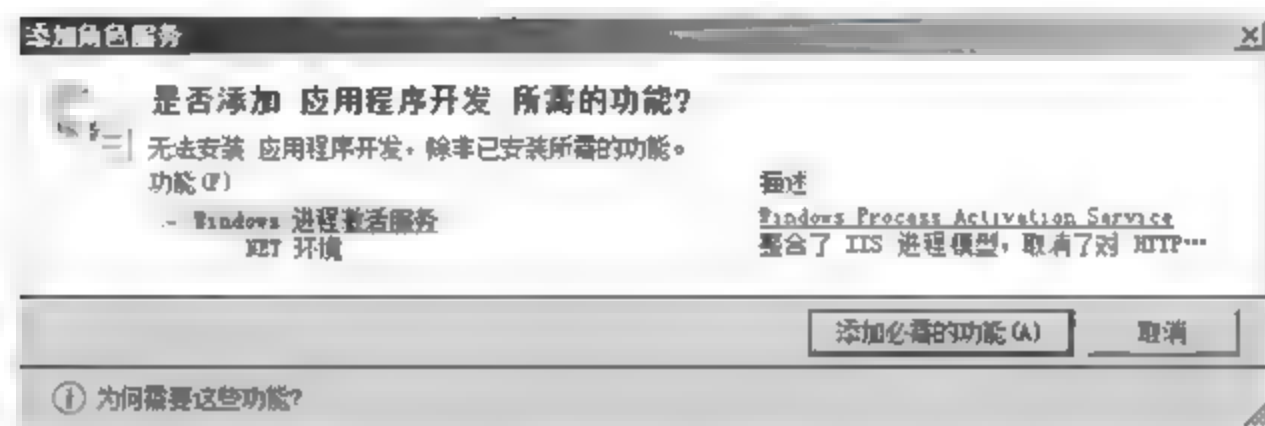 添加角色服务
是否添加 应用程序开发 所需的功能?
无法安装 应用程序开发，除非已安装所需的功能。
功能(F)
- Windows 进程激活服务
.NET 环境
描述
Windows Process Activation Service
整合了 IIS 进程模型，取消了对 HTTP…
添加必需的功能(A)
取消
为何需要这些功能?